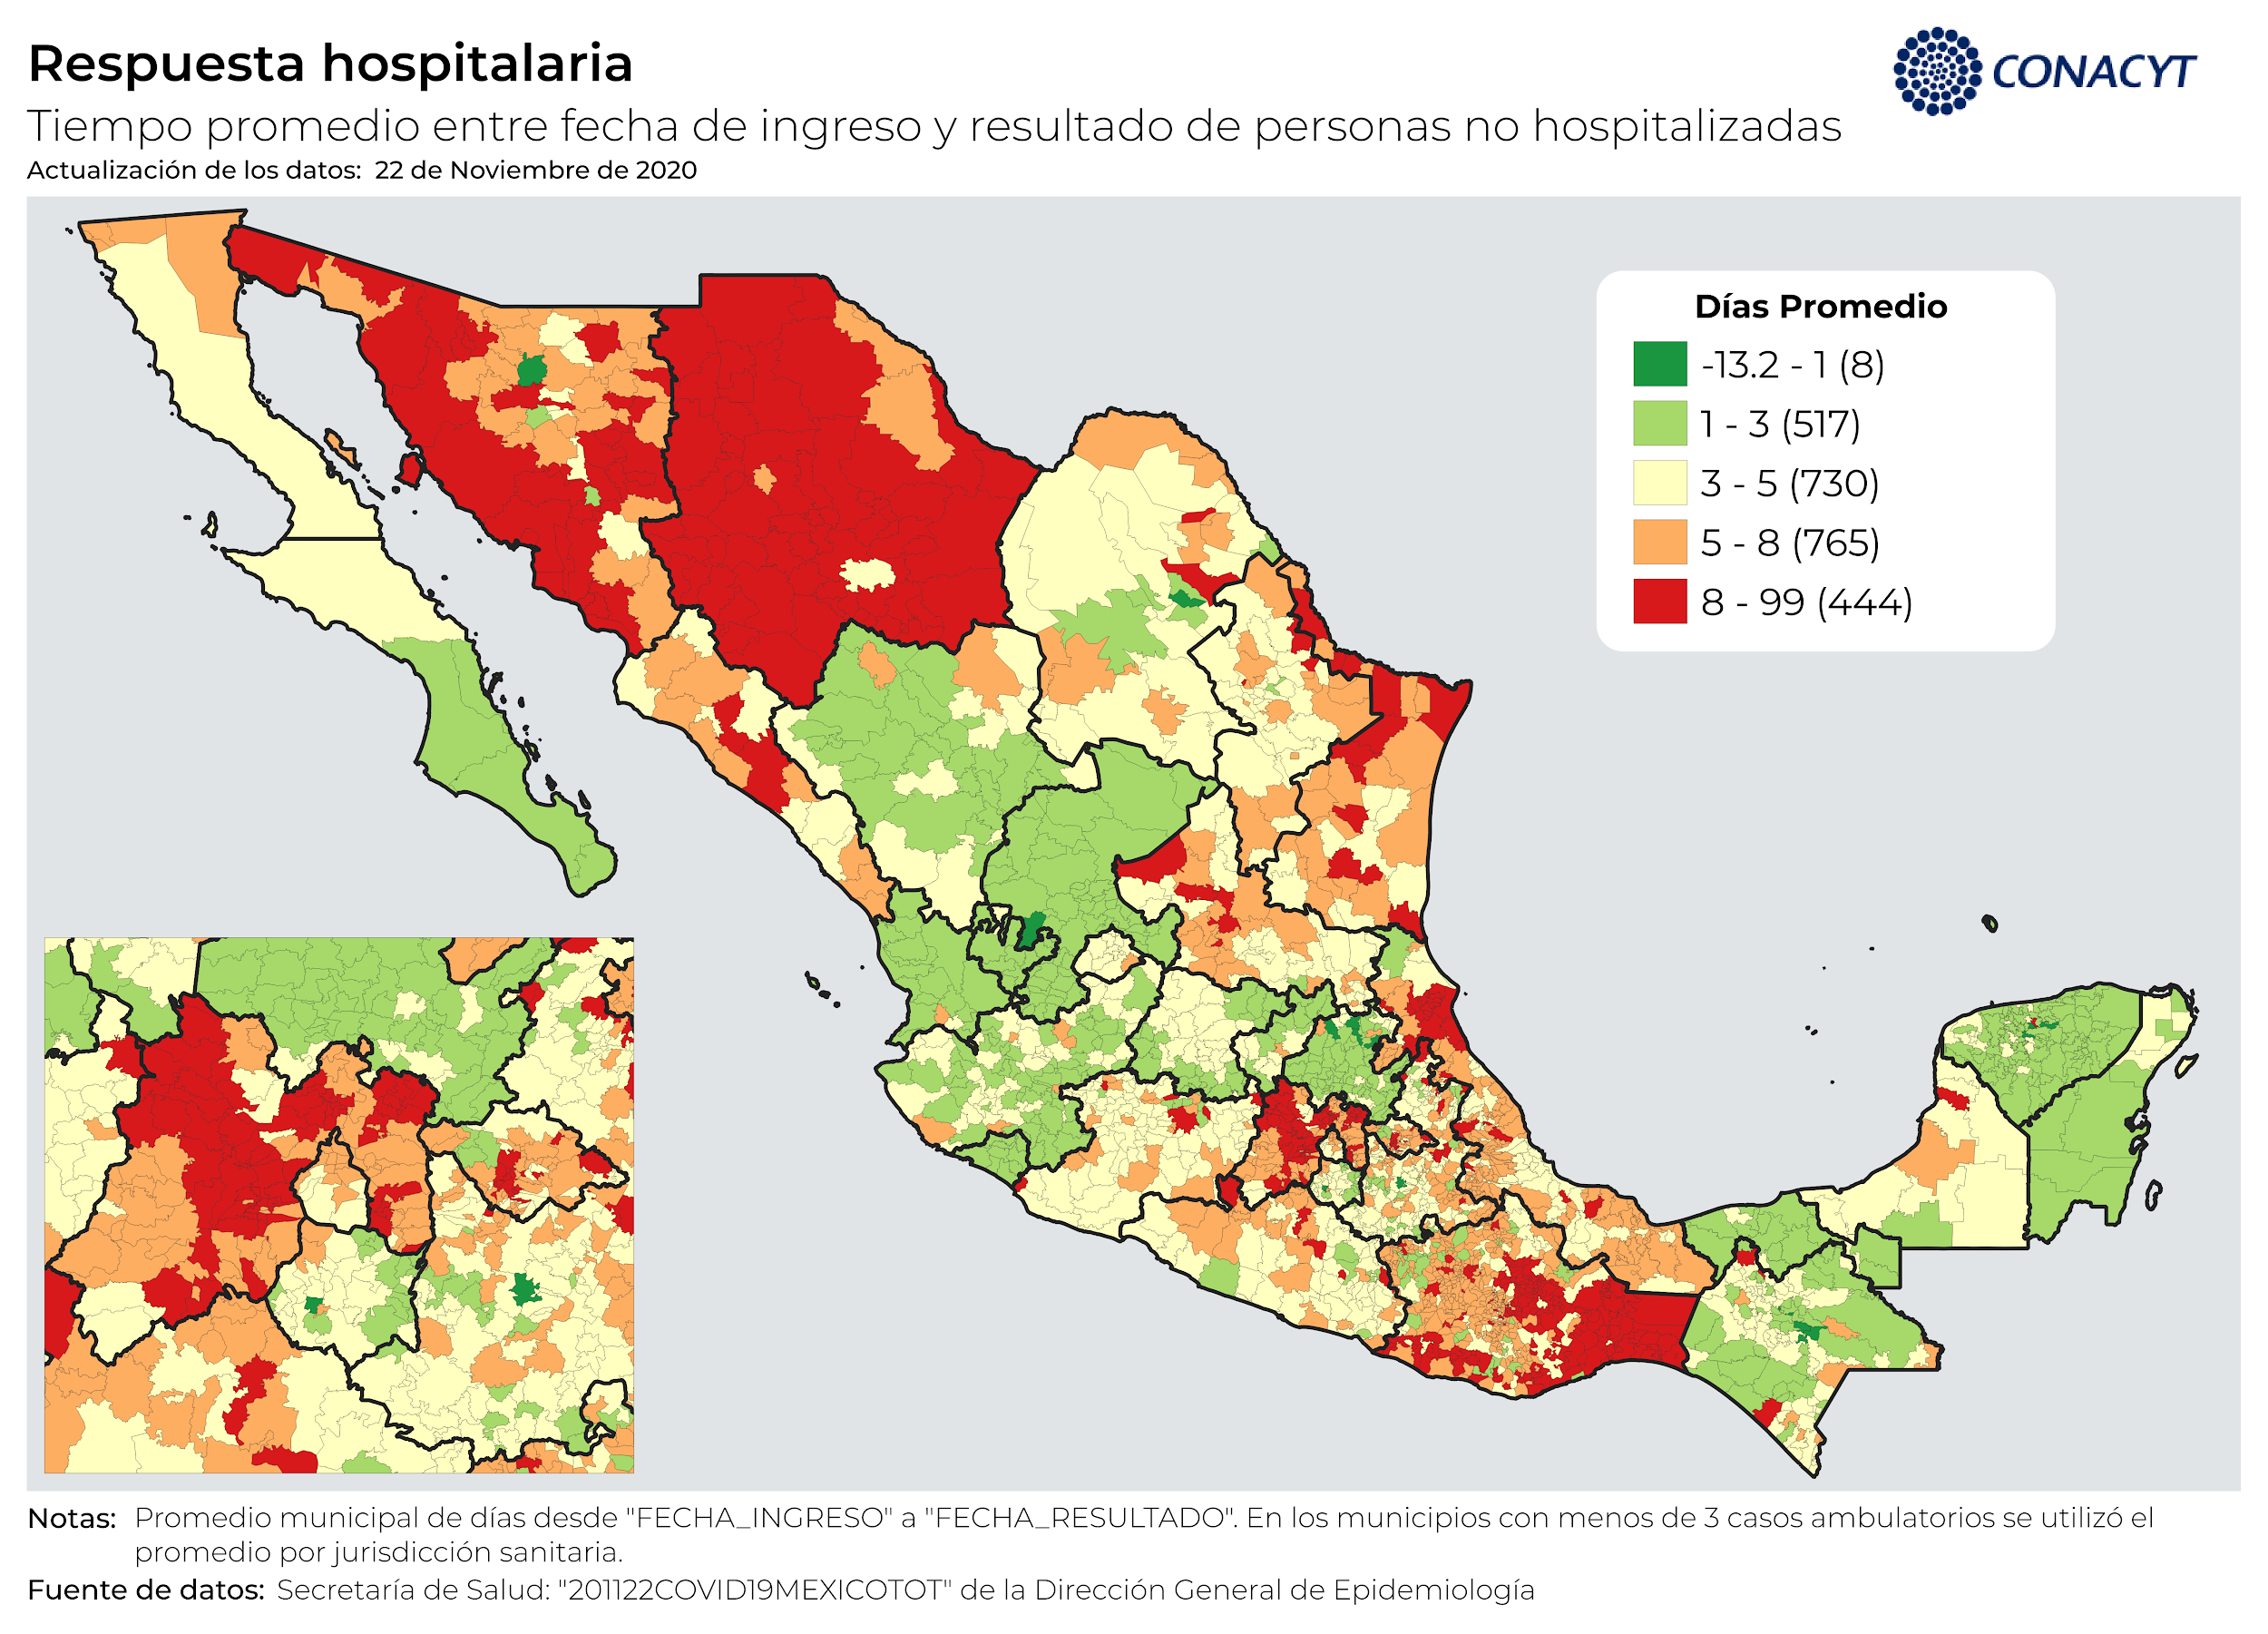 Respuesta hospitalaria
CONACYT
Tiempo promedio entre fecha de ingreso y resultado de personas no hospitalizadas
Actualización de los datos: 22 de Noviembre de 2020
Días Promedio
-13.2 - 1 (8)
1 - 3 (517)
3 - 5 (730)
5 - 8 (765)
8 - 99 (444)
Notas: Promedio municipal de días desde "FECHA_INGRESO" a "FECHA_RESULTADO". En los municipios con menos de 3 casos ambulatorios se utilizó el
promedio por jurisdicción sanitaria.
Fuente de datos: Secretaría de Salud: "201122COVID19MEXICOTOT" de la Dirección General de Epidemiología